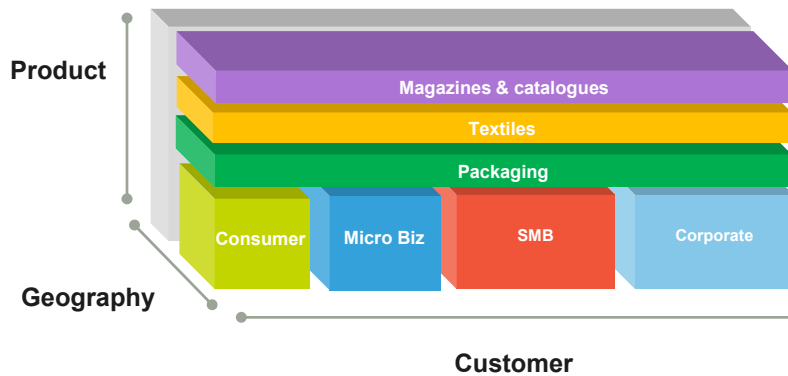 Product
Magazines & catalogues
Textiles
Packaging
Consumer
Micro Biz
SMB
Corporate
Geography
Customer